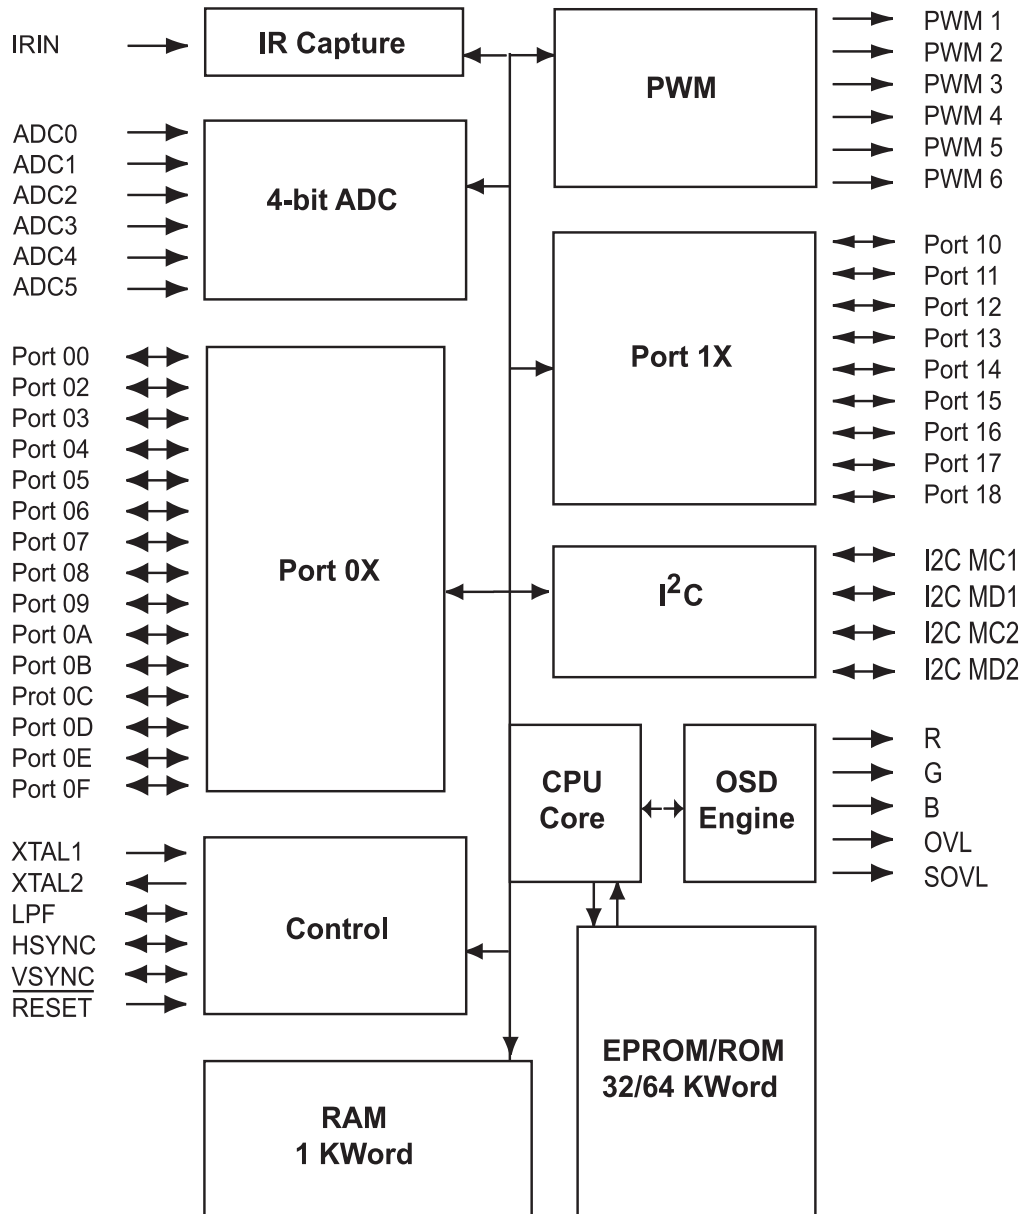 IRIN
IR Capture
PWM
PWM 1
PWM 2
PWM 3
PWM 4
PWM 5
PWM 6
ADC0
ADC1
ADC2
ADC3
ADC4
ADC5
4-bit ADC
Port 1X
Port 10
Port 11
Port 12
Port 13
Port 14
Port 15
Port 16
Port 17
Port 18
Port 00
Port 02
Port 03
Port 04
Port 05
Port 06
Port 07
Port 08
Port 09
Port 0A
Port 0B
Prot 0C
Port 0D
Port 0E
Port 0F
Port 0X
I²C
I2C MC1
I2C MD1
I2C MC2
I2C MD2
CPU
Core
OSD
Engine
R
G
B
OVL
SOVL
XTAL1
XTAL2
LPF
HSYNC
VSYNC
RESET
Control
EPROM/ROM
32/64 KWord
RAM
1 KWord